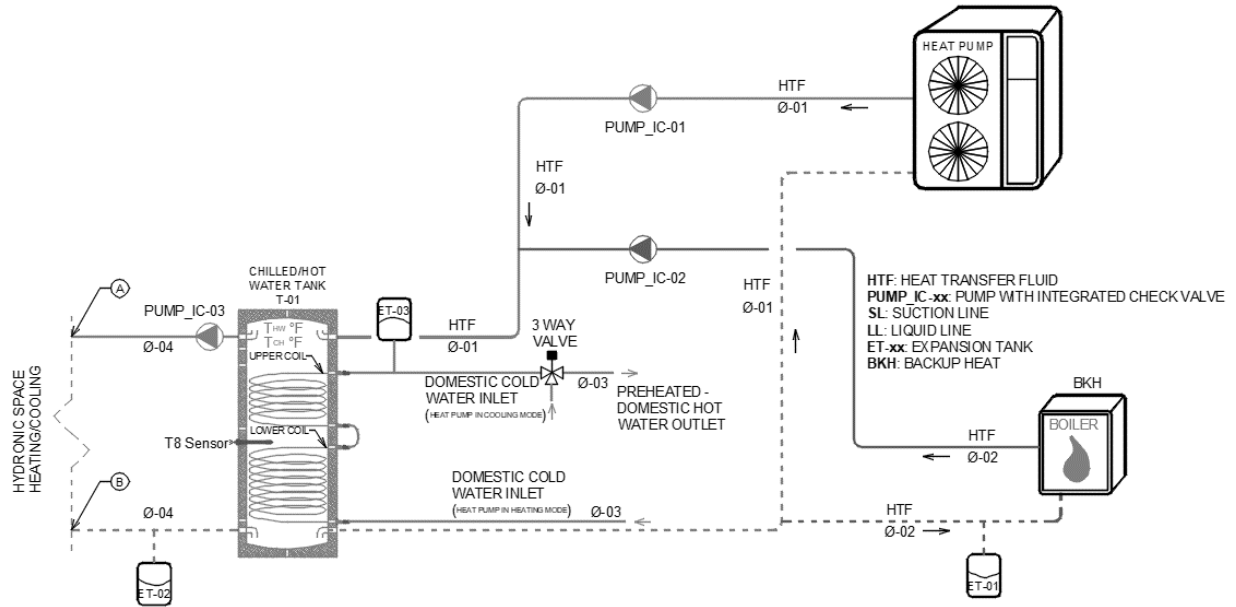 HEAT PUMP
HTF
Ø-01
PUMP_IC-01
HTF
Ø-01
PUMP_IC-02
HTF
Ø-01
CHILLED/HOT
WATER TANK
T-01
A
PUMP_IC-03
Ø-04
ET-03
HTF
Ø-01
3 WAY
VALVE
THW °F
TCH °F
UPPER COIL
DOMESTIC COLD
WATER INLET
(HEAT PUMP IN COOLING MODE)
Ø-03
PREHEATED -
DOMESTIC HOT
WATER OUTLET
HTF: HEAT TRANSFER FLUID
PUMP_IC-xx: PUMP WITH INTEGRATED CHECK VALVE
SL: SUCTION LINE
LL: LIQUID LINE
ET-xx: EXPANSION TANK
BKH: BACKUP HEAT
BKH
BOILER
HTF
Ø-02
HYDRONIC SPACE
HEATING/COOLING
T8 Sensor
LOWER COIL
B
Ø-04
DOMESTIC COLD
WATER INLET
(HEAT PUMP IN HEATING MODE)
Ø-03
HTF
Ø-02
ET-02
ET-01